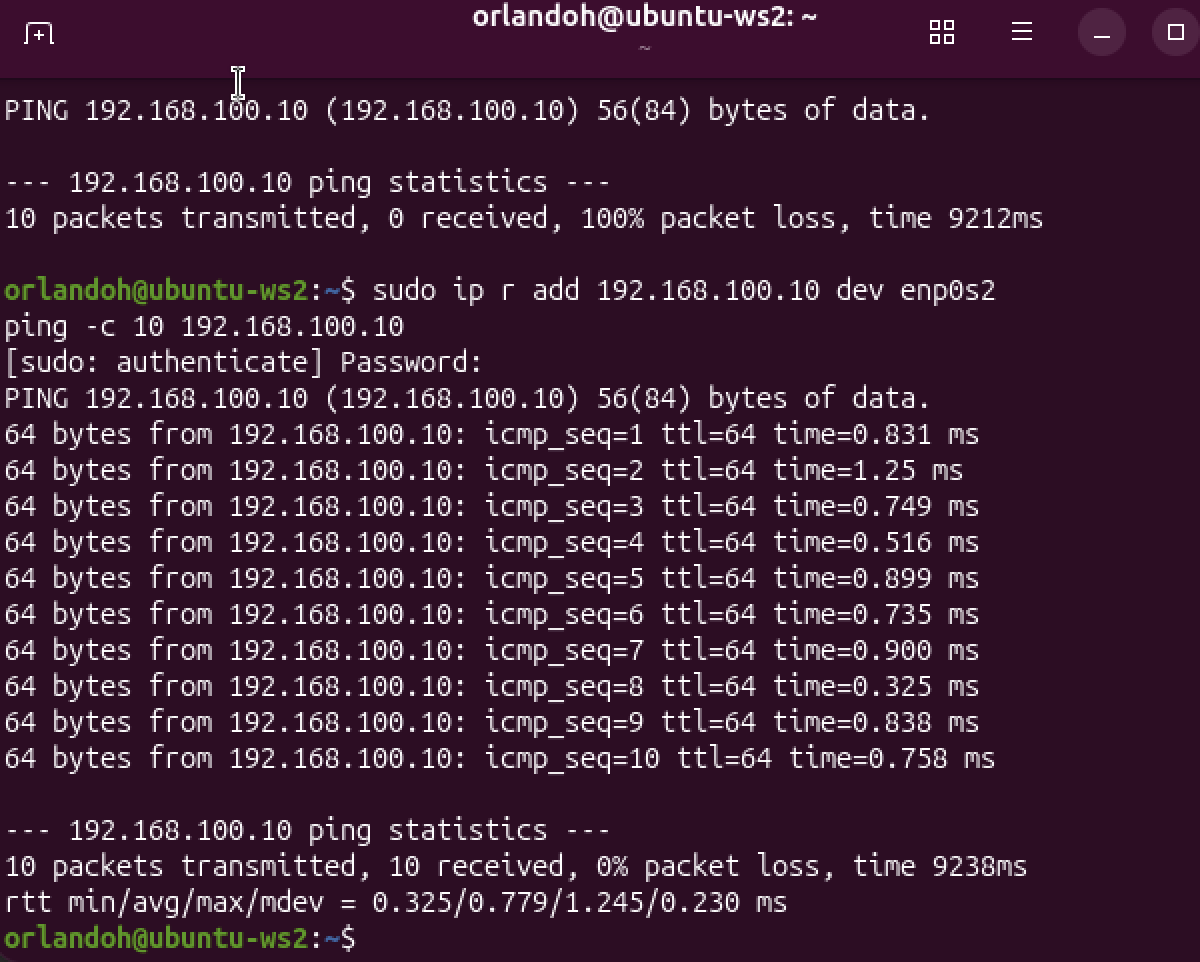 orlandoh@ubuntu-ws2: ~
~
PING 192.168.100.10 (192.168.100.10) 56(84) bytes of data.
--- 192.168.100.10 ping statistics ---
10 packets transmitted, 0 received, 100% packet loss, time 9212ms
orlandoh@ubuntu-ws2:~$ sudo ip r add 192.168.100.10 dev enp0s2
ping -c 10 192.168.100.10
[sudo: authenticate] Password:
PING 192.168.100.10 (192.168.100.10) 56(84) bytes of data.
64 bytes from 192.168.100.10: icmp_seq=1 ttl=64 time=0.831 ms
64 bytes from 192.168.100.10: icmp_seq=2 ttl=64 time=1.25 ms
64 bytes from 192.168.100.10: icmp_seq=3 ttl=64 time=0.749 ms
64 bytes from 192.168.100.10: icmp_seq=4 ttl=64 time=0.516 ms
64 bytes from 192.168.100.10: icmp_seq=5 ttl=64 time=0.899 ms
64 bytes from 192.168.100.10: icmp_seq=6 ttl=64 time=0.735 ms
64 bytes from 192.168.100.10: icmp_seq=7 ttl=64 time=0.900 ms
64 bytes from 192.168.100.10: icmp_seq=8 ttl=64 time=0.325 ms
64 bytes from 192.168.100.10: icmp_seq=9 ttl=64 time=0.838 ms
64 bytes from 192.168.100.10: icmp_seq=10 ttl=64 time=0.758 ms
--- 192.168.100.10 ping statistics ---
10 packets transmitted, 10 received, 0% packet loss, time 9238ms
rtt min/avg/max/mdev = 0.325/0.779/1.245/0.230 ms
orlandoh@ubuntu-ws2:~$